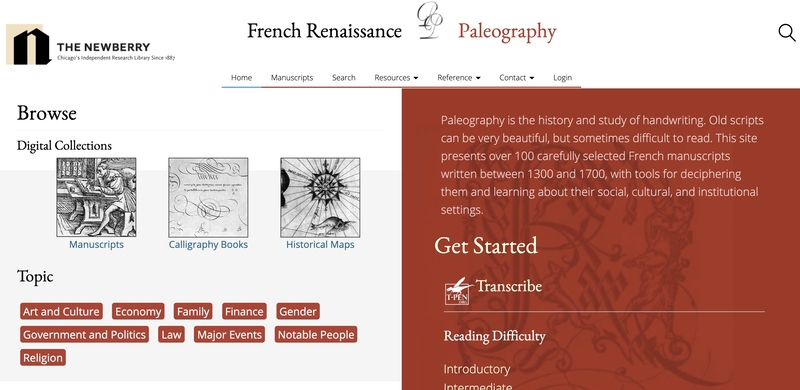 THE NEWBERRY
Chicago's Independent Research Library Since 1887
French Renaissance Paleography
Home Manuscripts Search Resources Reference Contact Login
Browse
Digital Collections
Manuscripts Calligraphy Books Historical Maps
Topic
Art and Culture Economy Family Finance Gender
Government and Politics Law Major Events Notable People
Religion
Paleography is the history and study of handwriting. Old scripts
can be very beautiful, but sometimes difficult to read. This site
presents over 100 carefully selected French manuscripts
written between 1300 and 1700, with tools for deciphering
them and learning about their social, cultural, and institutional
settings.
Get Started
T-PEN
Transcribe
Reading Difficulty
Introductory
Intermediate